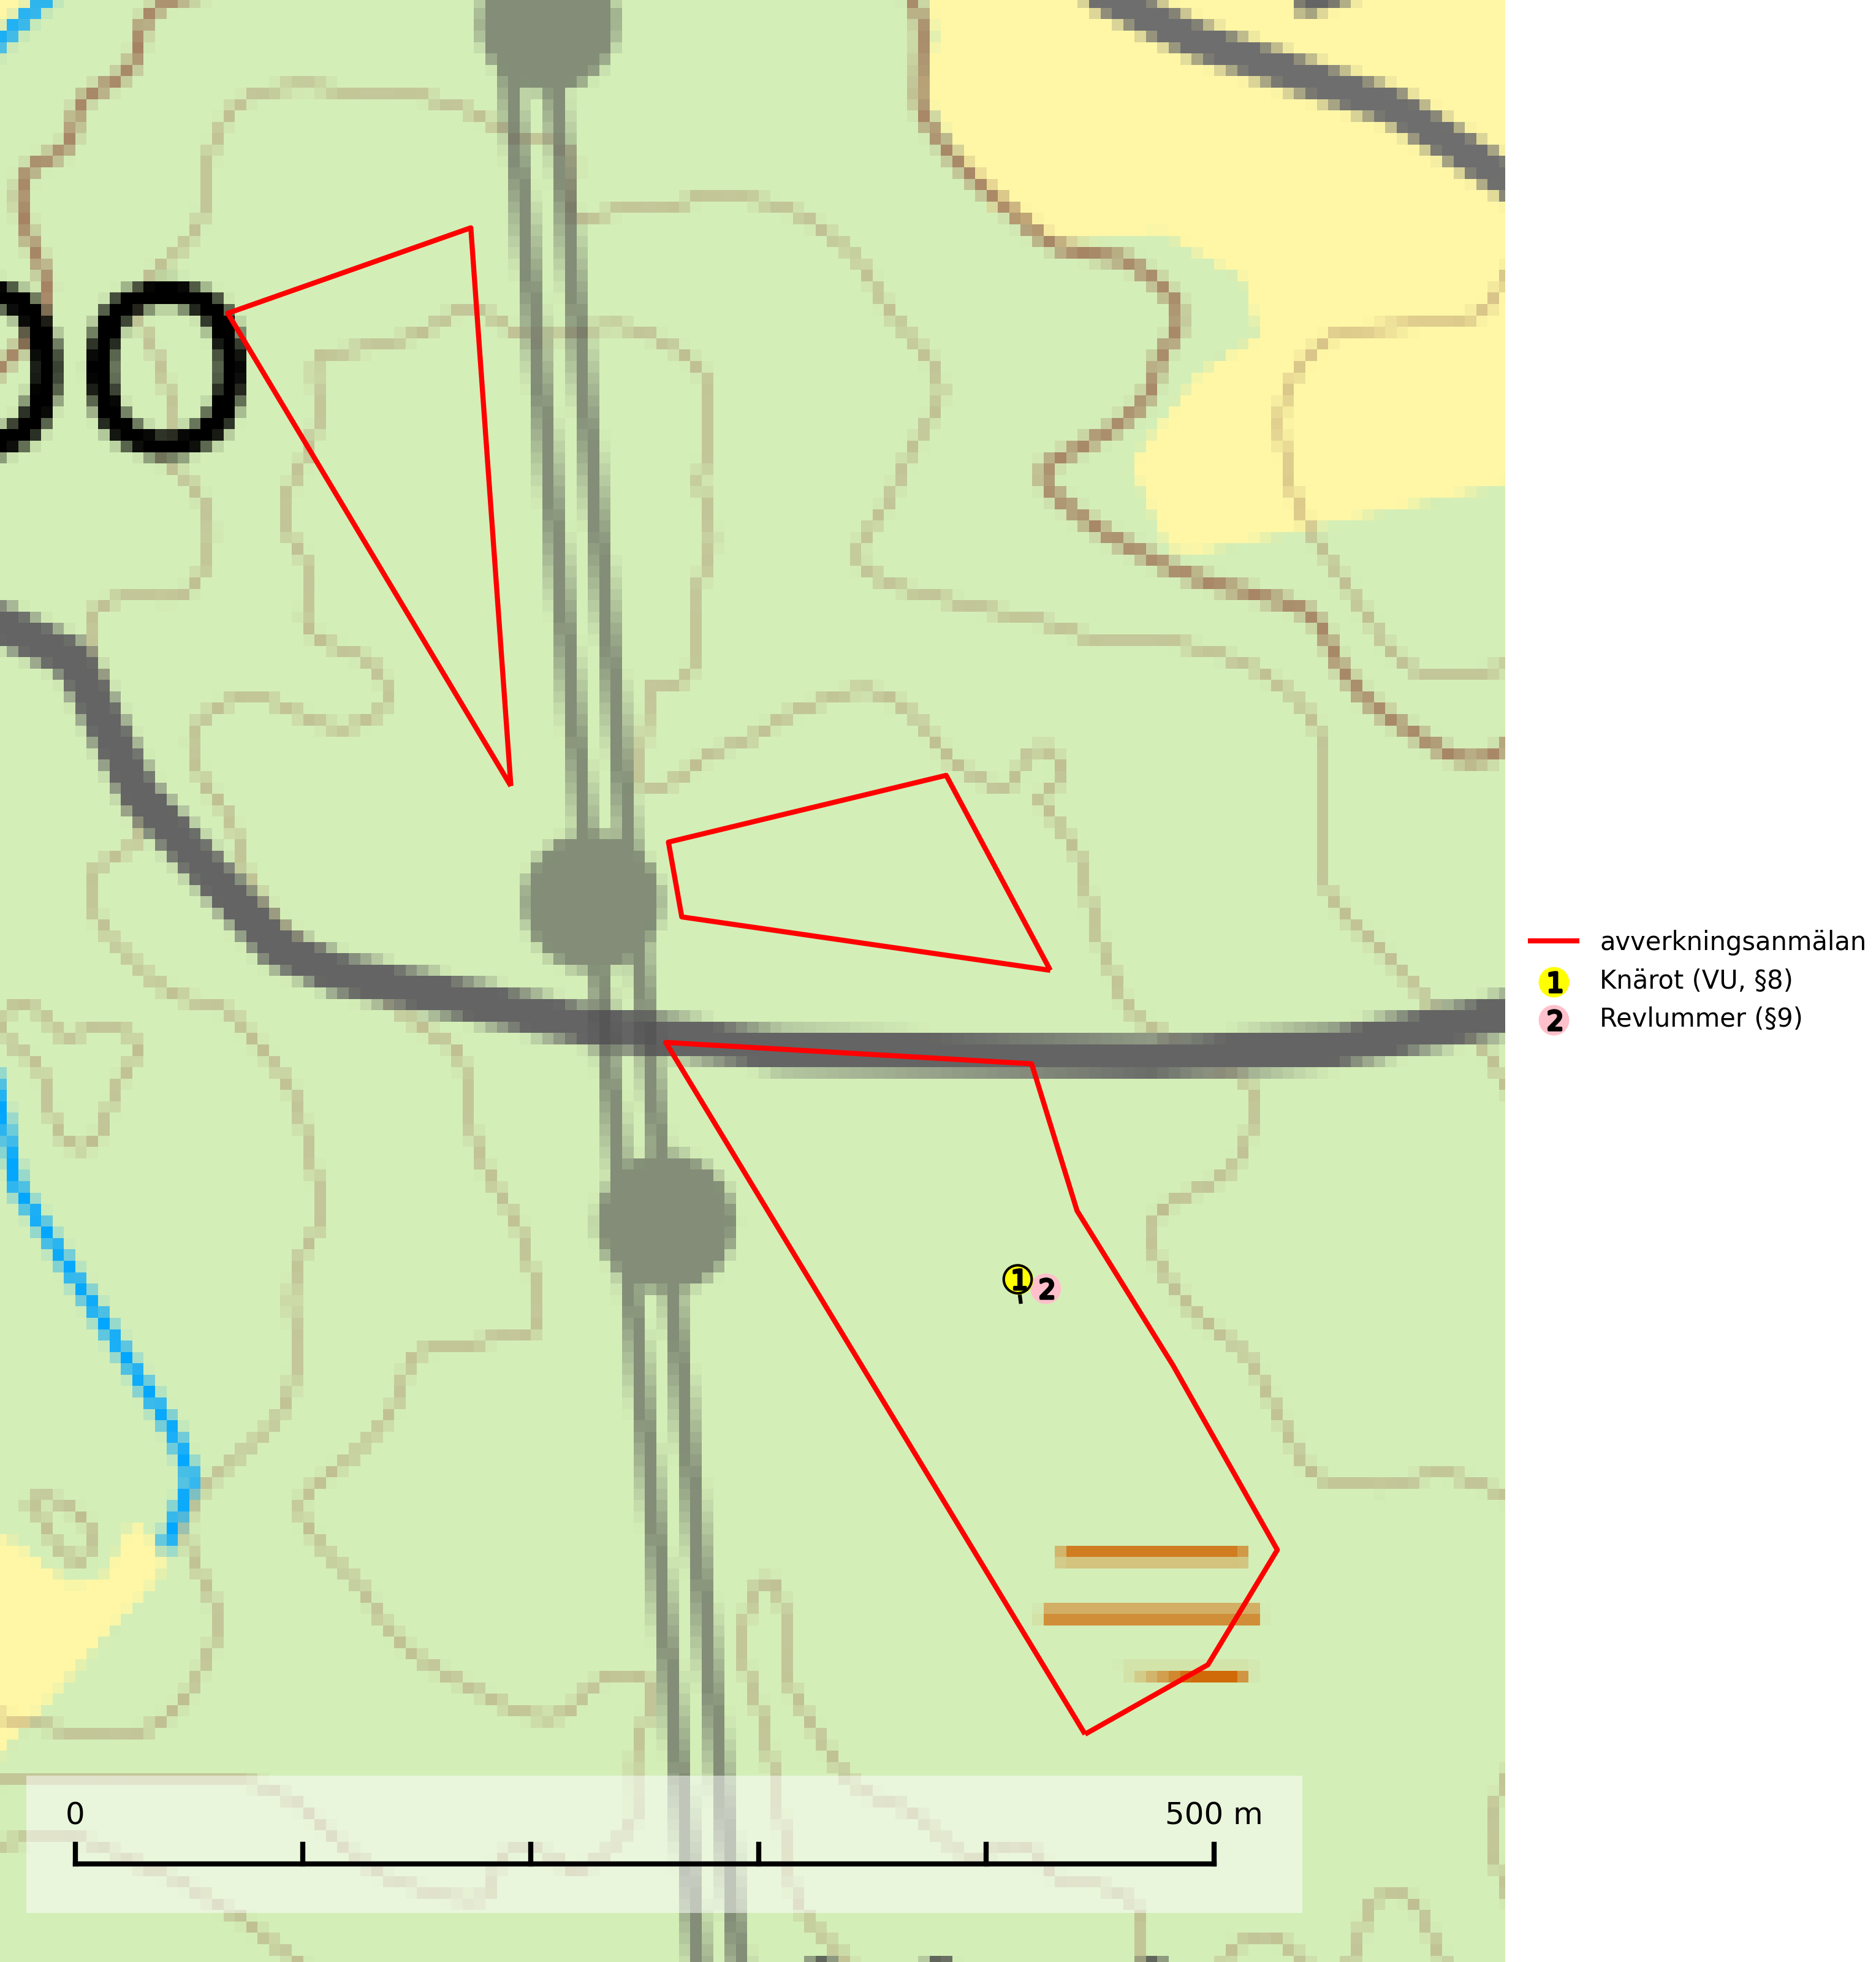 00
avverkningsanmälan
1 Knärot (VU, §8)
2 Revlummer (§9)
1 2
0 500 m